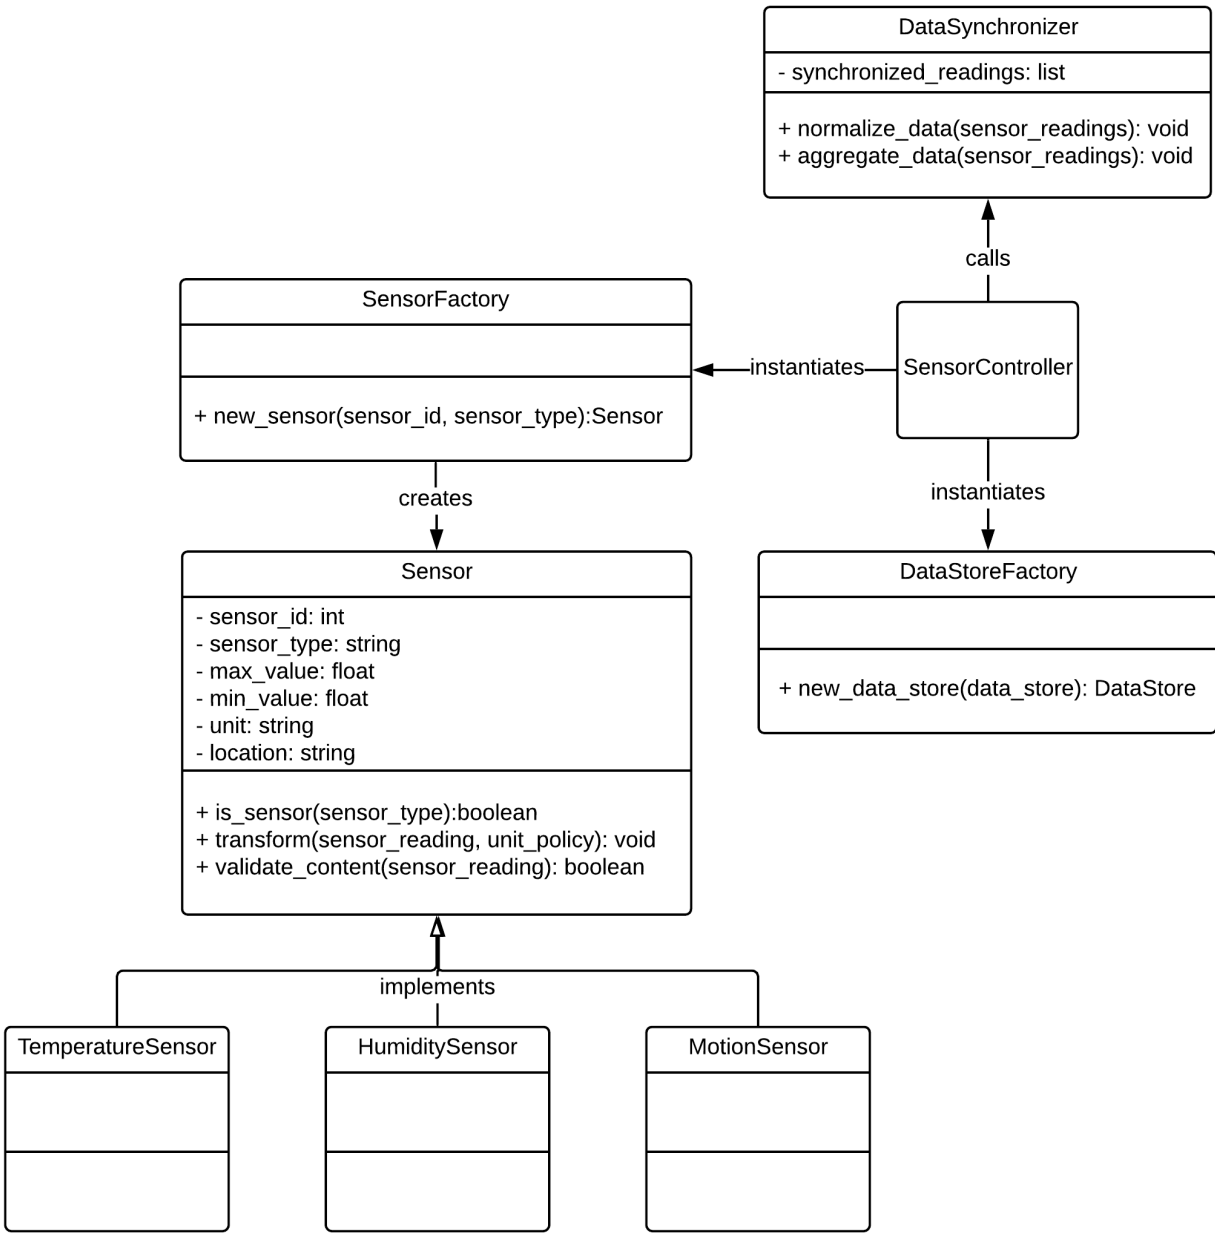 DataSynchronizer
- synchronized_readings: list
+ normalize_data(sensor_readings): void
+ aggregate_data(sensor_readings): void
calls
SensorFactory
+ new_sensor(sensor_id, sensor_type):Sensor
instantiates
SensorController
creates
instantiates
Sensor
- sensor_id: int
- sensor_type: string
- max_value: float
- min_value: float
- unit: string
- location: string
+ is_sensor(sensor_type):boolean
+ transform(sensor_reading, unit_policy): void
+ validate_content(sensor_reading): boolean
DataStoreFactory
+ new_data_store(data_store): DataStore
implements
TemperatureSensor
HumiditySensor
MotionSensor